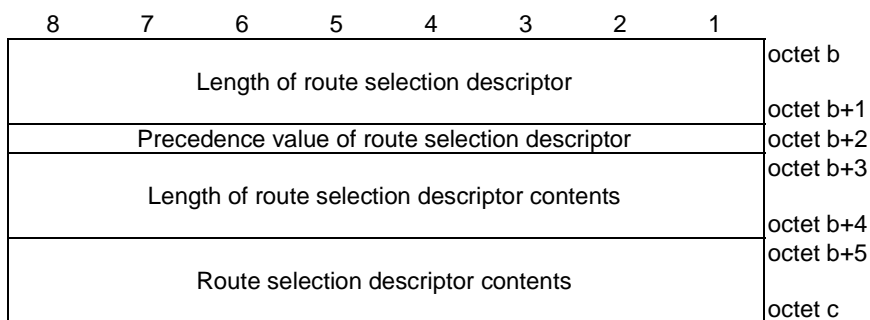 8 7 6 5 4 3 2 1
octet b
Length of route selection descriptor
octet b+1
Precedence value of route selection descriptor octet b+2
octet b+3
Length of route selection descriptor contents
octet b+4
octet b+5
Route selection descriptor contents
octet c